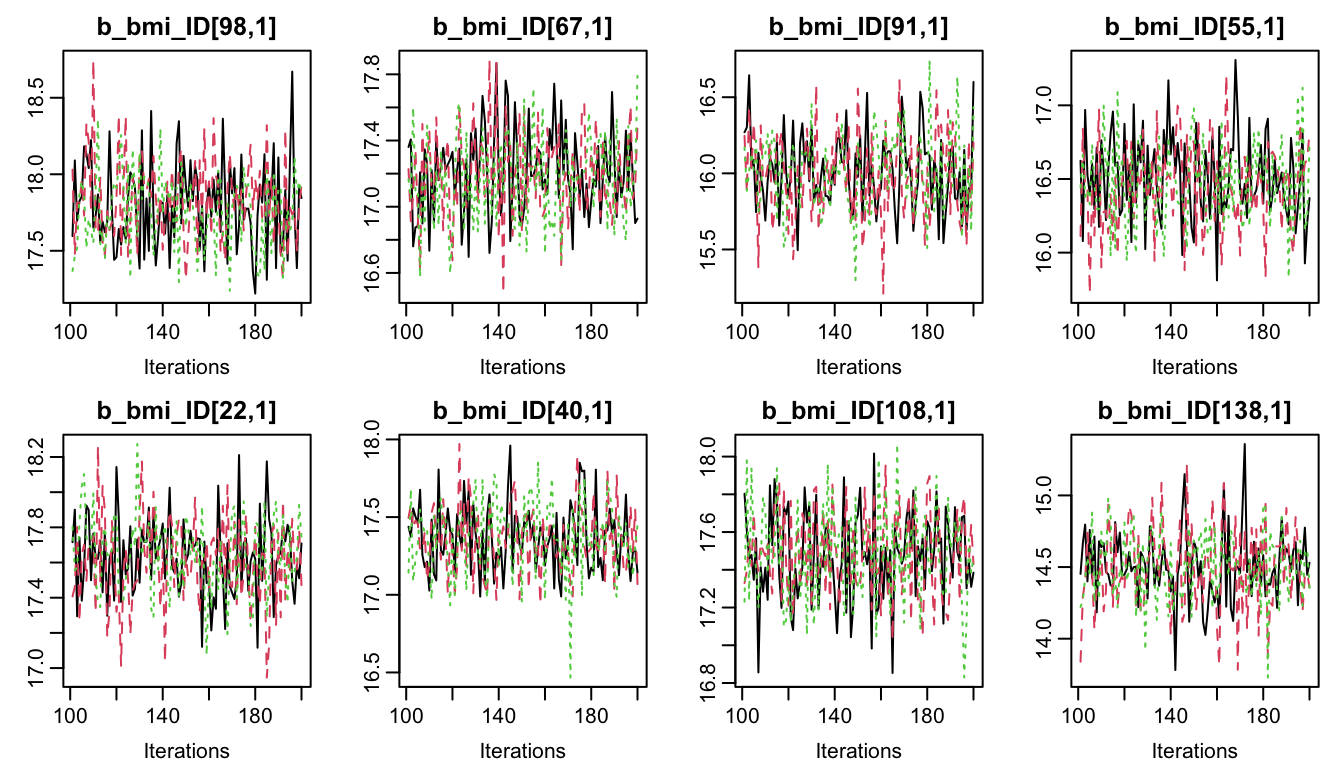 b_bmi_ID[98,1] b_bmi_ID[67,1] b_bmi_ID[91,1] b_bmi_ID[55,1]
18.5 18.0 17.5 17.8 17.4 17.0 16.6 16.5 16.0 15.5 17.0 16.5 16.0
100 140 180 100 140 180 100 140 180 100 140 180
Iterations Iterations Iterations Iterations
b_bmi_ID[22,1] b_bmi_ID[40,1] b_bmi_ID[108,1] b_bmi_ID[138,1]
18.2 17.8 17.4 17.0 18.0 17.5 17.0 16.5 18.0 17.6 17.2 16.8 15.0 14.5 14.0
100 140 180 100 140 180 100 140 180 100 140 180
Iterations Iterations Iterations Iterations